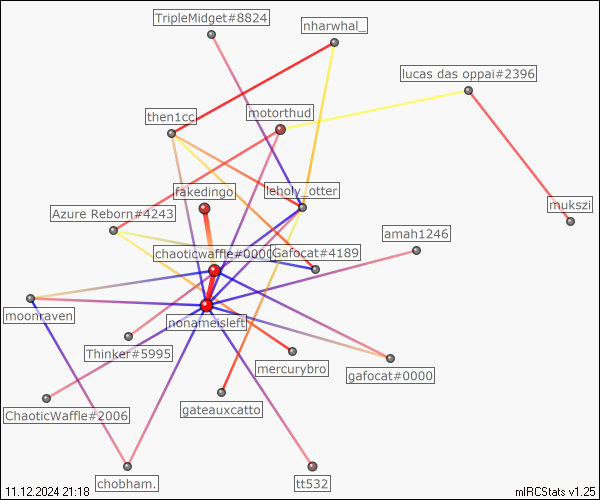 TripleMidget#8824
nharwhal_
lucas das oppai#2396
then1cc
motorthud
fakedingo
leholy_otter
mukszi
Azure Reborn#4243
amah1246
chaoticwaffle#0000
Gafocat#4189
moonraven
nonameisleft
Thinker#5995
mercurybro
gafocat#0000
ChaoticWaffle#2006
gateauxcatto
chobham.
tt532
11.12.2024 21:18
mIRCStats v1.25